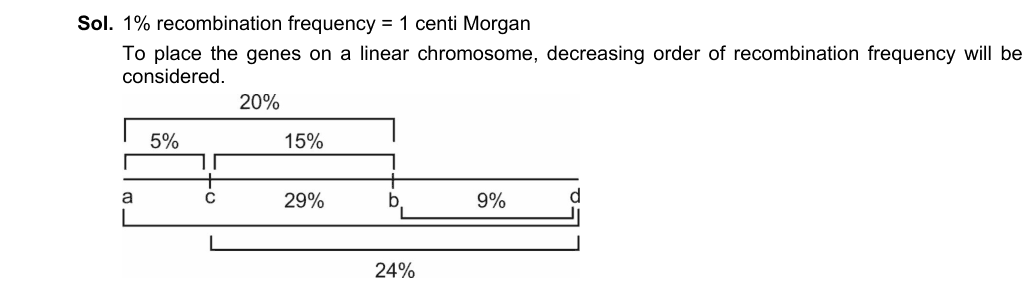 Sol. 1% recombination frequency = 1 centi Morgan
To place the genes on a linear chromosome, decreasing order of recombination frequency will be
considered.
20%
5% 15%
a c 29% b 9% d
24%